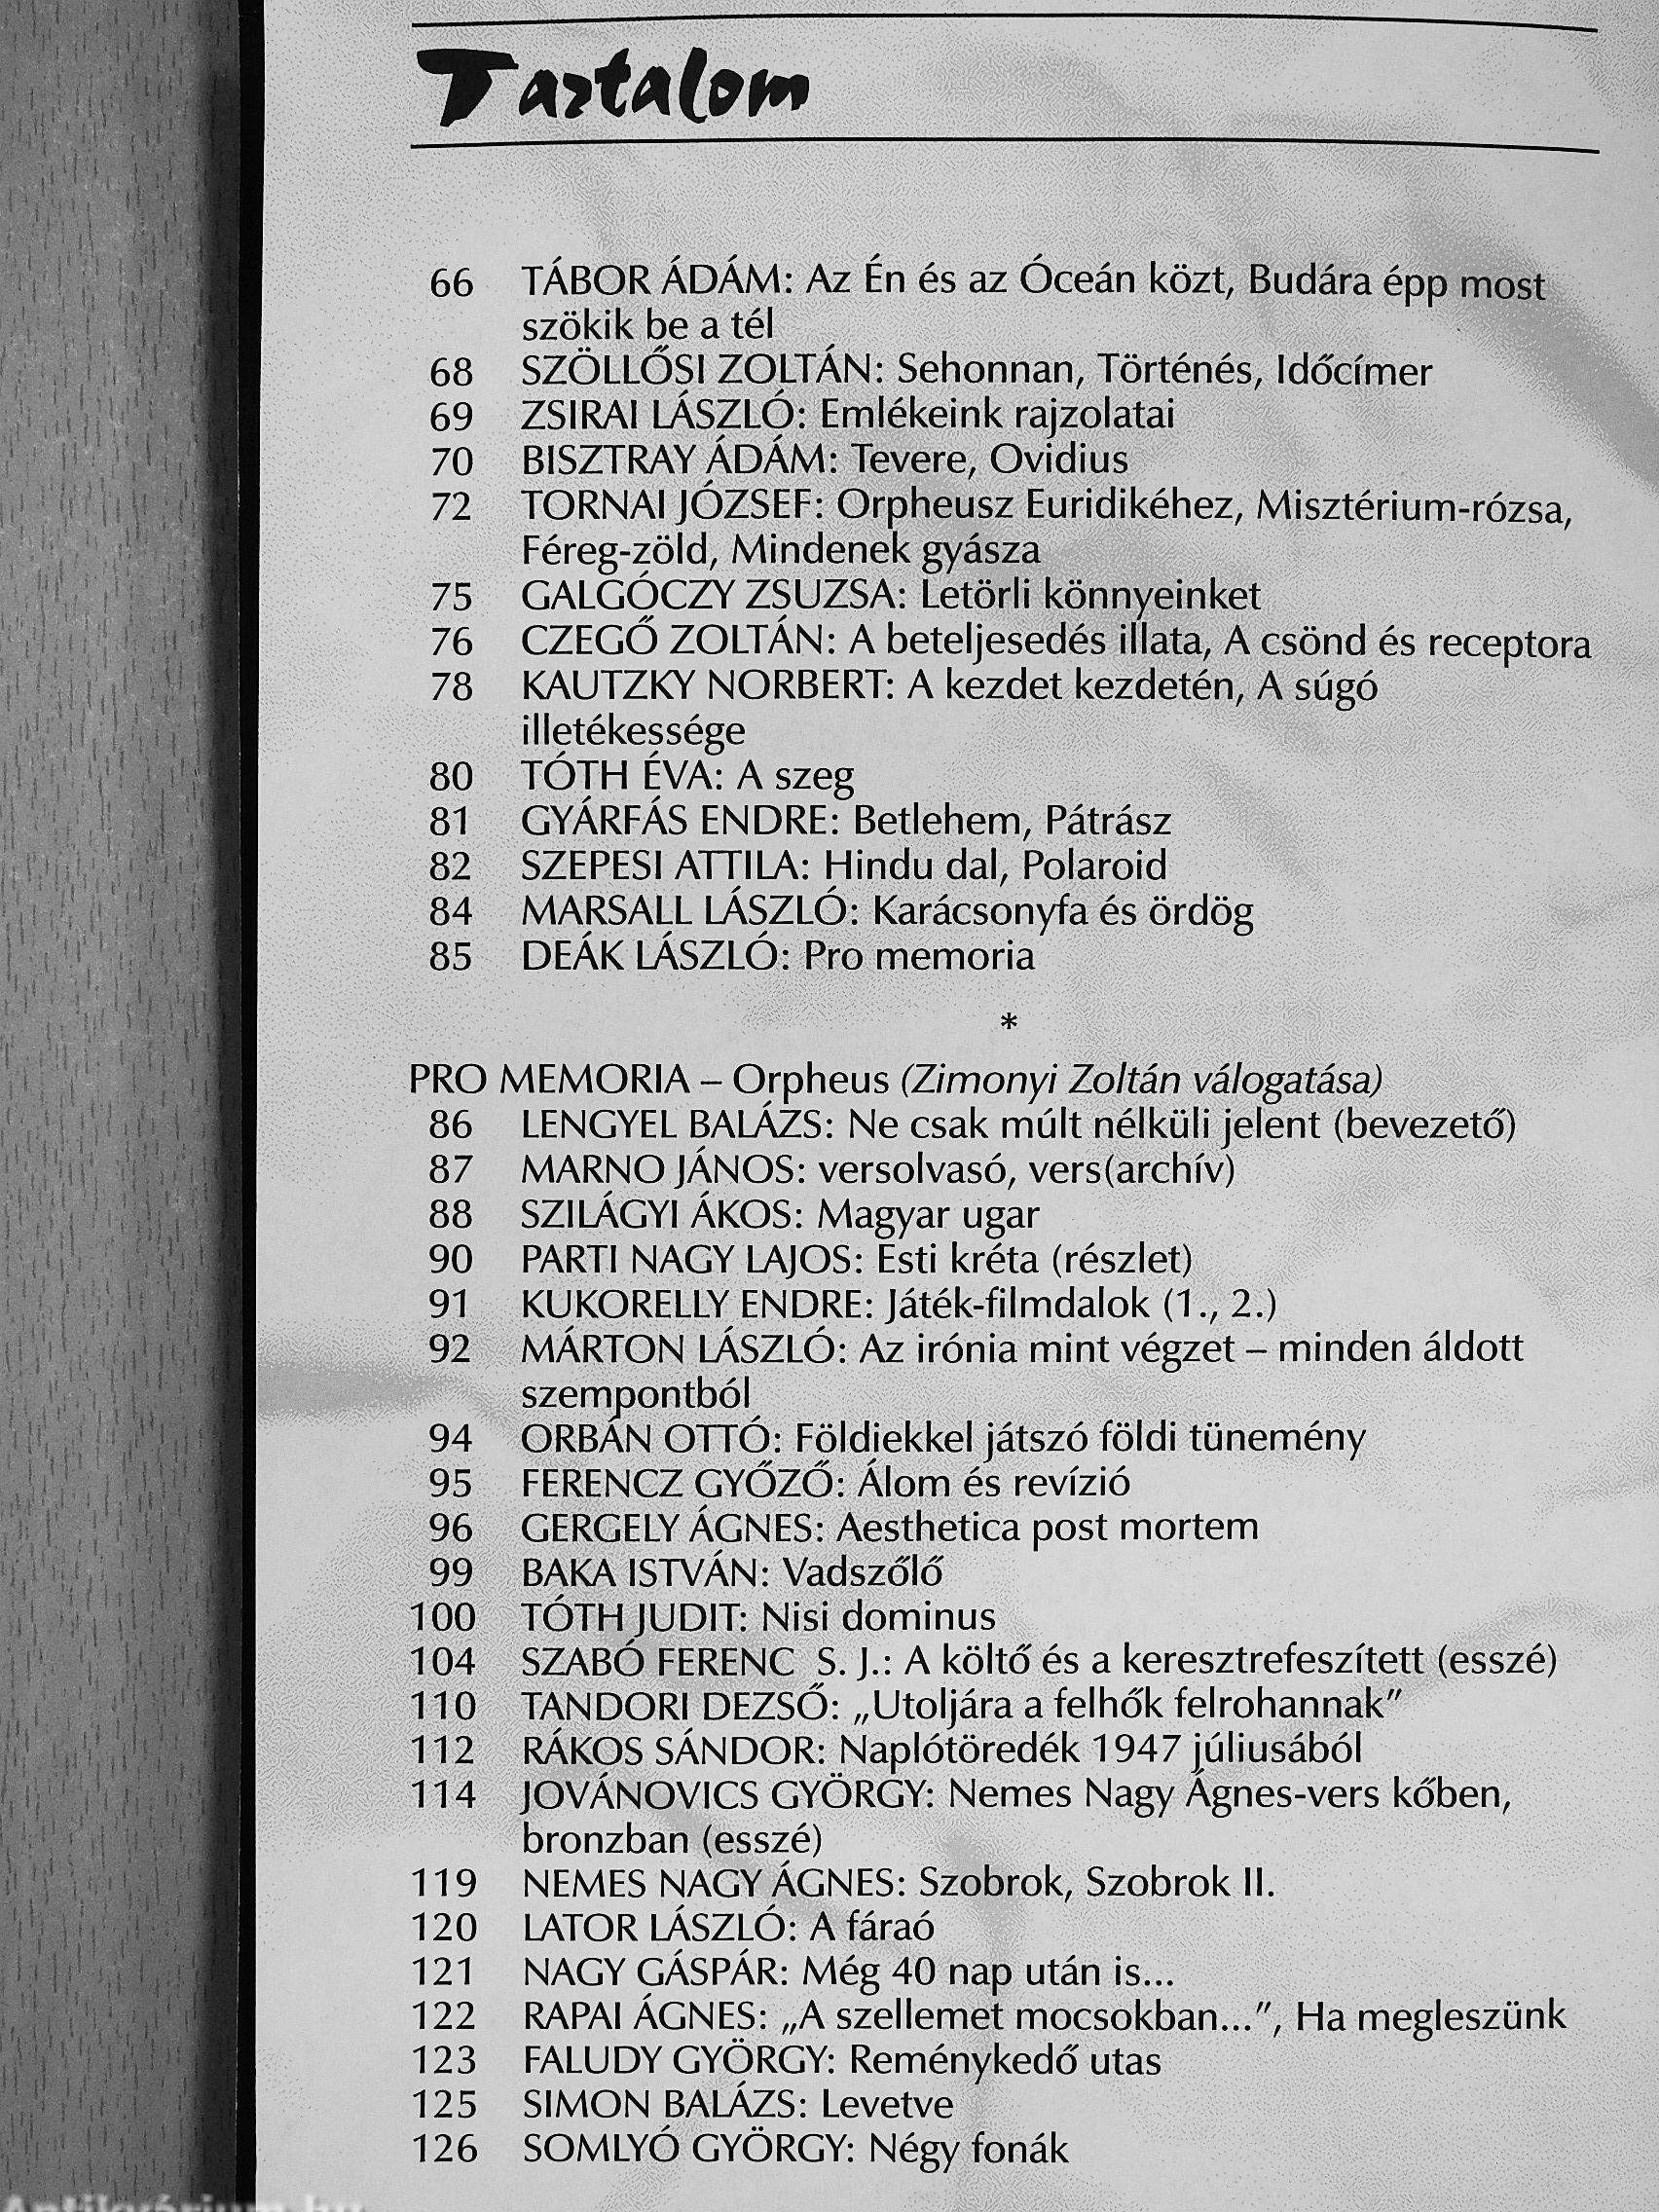 Tartalom
66 TÁBOR ÁDÁM: Az Én és az Óceán közt, Budára épp most
szökik be a tél
68 SZÖLLŐSI ZOLTÁN: Sehonnan, Történés, Időcímer
69 ZSIRAI LÁSZLÓ: Emlékeink rajzolatai
70 BISZTRAY ÁDÁM: Tevere, Ovidius
72 TORNAI JÓZSEF: Orpheusz Euridikéhez, Misztérium-rózsa,
Féreg-zöld, Mindenek gyásza
75 GALGÓCZY ZSUZSA: Letörli könnyeinket
76 CZEGŐ ZOLTÁN: A beteljesedés illata, A csönd és receptora
78 KAUTZKY NORBERT: A kezdet kezdetén, A súgó
illetékessége
80 TÓTH ÉVA: A szeg
81 GYÁRFÁS ENDRE: Betlehem, Pátrász
82 SZEPESI ATTILA: Hindu dal, Polaroid
84 MARSALL LÁSZLÓ: Karácsonyfa és ördög
85 DEÁK LÁSZLÓ: Pro memoria
*
PRO MEMORIA – Orpheus (Zimonyi Zoltán válogatása)
86 LENGYEL BALÁZS: Ne csak múlt nélküli jelent (bevezető)
87 MARNO JÁNOS: versolvasó, vers(archív)
88 SZILÁGYI ÁKOS: Magyar ugar
90 PARTI NAGY LAJOS: Esti kréta (részlet)
91 KUKORELLY ENDRE: Játék-filmdalok (1., 2.)
92 MÁRTON LÁSZLÓ: Az irónia mint végzet – minden áldott
szempontból
94 ORBÁN OTTÓ: Földiekkel játszó földi tünemény
95 FERENCZ GYŐZŐ: Álom és revízió
96 GERGELY ÁGNES: Aesthetica post mortem
99 BAKA ISTVÁN: Vadszőlő
100 TÓTH JUDIT: Nisi dominus
104 SZABÓ FERENC S. J.: A költő és a keresztrefeszített (esszé)
110 TANDORI DEZSŐ: „Utoljára a felhők felrohannak”
112 RÁKOS SÁNDOR: Naplótöredék 1947 júliusából
114 JOVÁNOVICS GYÖRGY: Nemes Nagy Ágnes-vers kőben,
bronzban (esszé)
119 NEMES NAGY ÁGNES: Szobrok, Szobrok II.
120 LATOR LÁSZLÓ: A fáraó
121 NAGY GÁSPÁR: Még 40 nap után is...
122 RAPAI ÁGNES: „A szellemet mocsokban...”, Ha megleszünk
123 FALUDY GYÖRGY: Reménykedő utas
125 SIMON BALÁZS: Levetve
126 SOMLYÓ GYÖRGY: Négy fonák
Antikvárium.hu